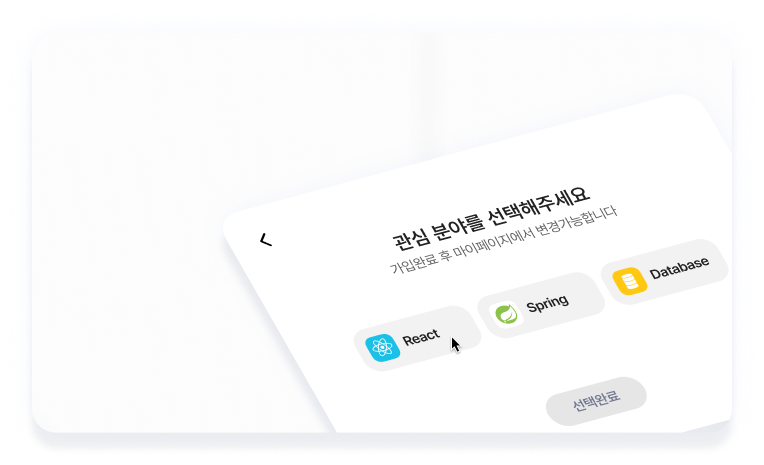 관심 분야를 선택해주세요
가입완료 후 마이페이지에서 변경가능합니다
React
Spring
Database
선택완료